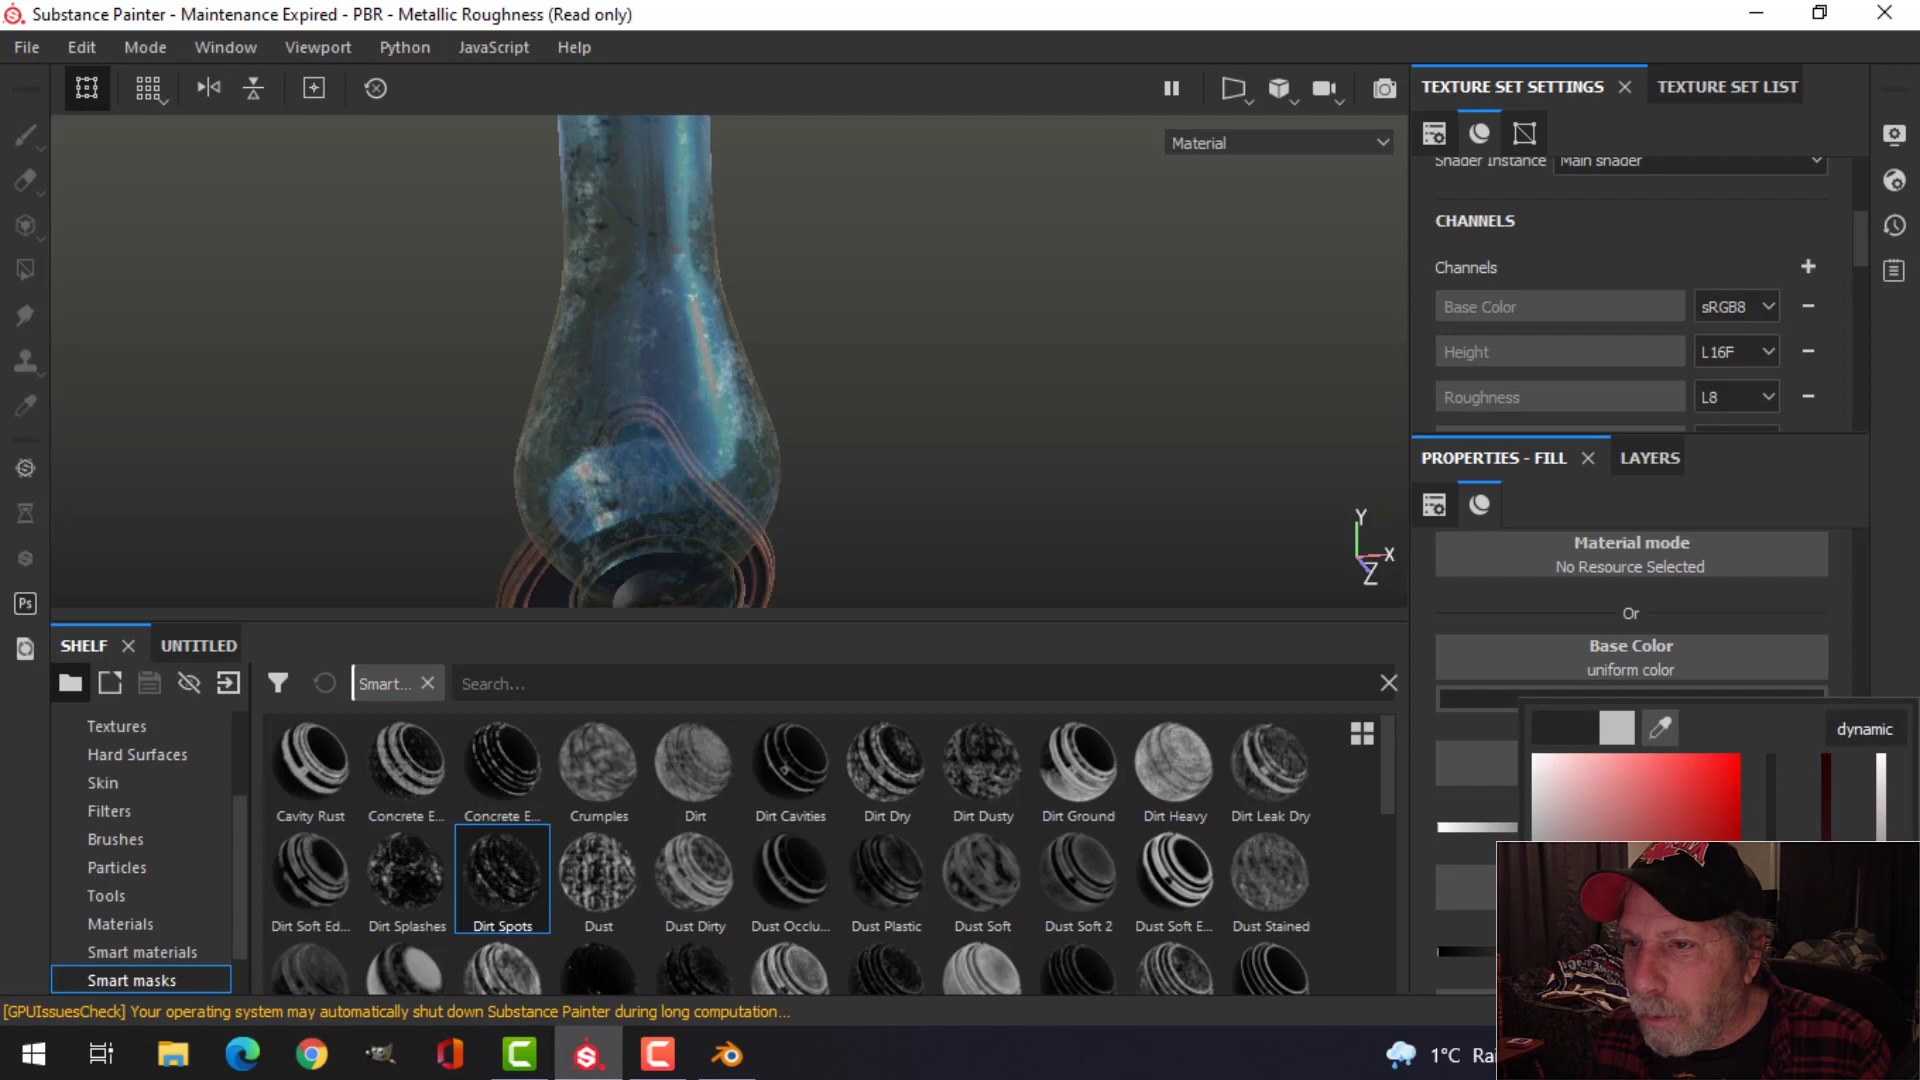 Substance Painter - Maintenance Expired - PBR - Metallic Roughness (Read only)
File Edit Mode Window Viewport Python JavaScript Help
Material
TEXTURE SET SETTINGS
TEXTURE SET LIST
Shader Instance Main shader
CHANNELS
Channels
Base Color sRGB8
Height L16F
Roughness L8
PROPERTIES - FILL
LAYERS
Material mode
No Resource Selected
Or
Base Color
uniform color
dynamic
Y
X
Z
Ps
SHELF
UNTITLED
Smart...
Search...
Textures
Hard Surfaces
Skin
Filters
Brushes
Particles
Tools
Materials
Smart materials
Smart masks
Cavity Rust Concrete E... Concrete E... Crumples Dirt Dirt Cavities Dirt Dry Dirt Dusty Dirt Ground Dirt Heavy Dirt Leak Dry
Dirt Soft Ed... Dirt Splashes Dirt Spots Dust Dust Dirty Dust Occlu... Dust Plastic Dust Soft Dust Soft 2 Dust Soft E... Dust Stained
[GPUIssuesCheck] Your operating system may automatically shut down Substance Painter during long computation...
1°C Rai